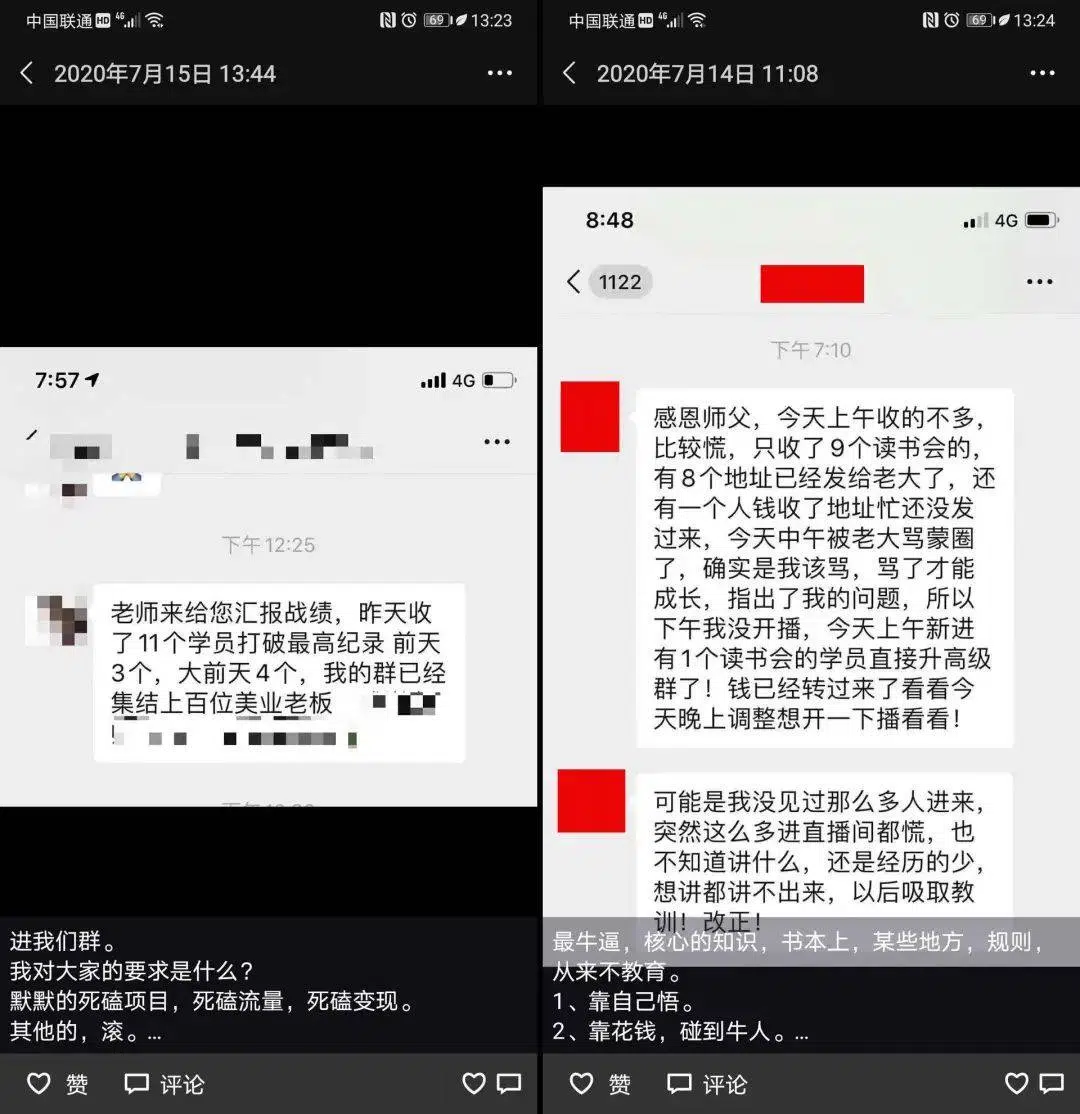 中国联通HD 4G 69 13:23
2020年7月15日 13:44
7:57 4G
下午 12:25
老师来给您汇报战绩，昨天收
了11个学员打破最高纪录 前天
3个，大前天4个，我的群已经
集结上百位美业老板
!
进我们群。
我对大家的要求是什么？
默默的死磕项目，死磕流量，死磕变现。
其他的，滚。...
赞 评论
中国联通HD 4G 69 13:24
2020年7月14日 11:08
8:48 4G
1122
下午 7:10
感恩师父，今天上午收的不多，
比较慌，只收了9个读书会的，
有8个地址已经发给老大了，还
有一个人钱收了地址忙还没发
过来，今天中午被老大骂蒙圈
了，确实是我该骂，骂了才能
成长，指出了我的问题，所以
下午我没开播，今天上午新进
有1个读书会的学员直接升高级
群了！钱已经转过来了看看今
天晚上调整想开一下播看看！
可能是我没见过那么多人进来，
突然这么多进直播间都慌，也
不知道讲什么，还是经历的少，
想讲都讲不出来，以后吸取教
训！改正！
最牛逼，核心的知识，书本上，某些地方，规则，
从来不教育。
1、靠自己悟。
2、靠花钱，碰到牛人。...
赞 评论